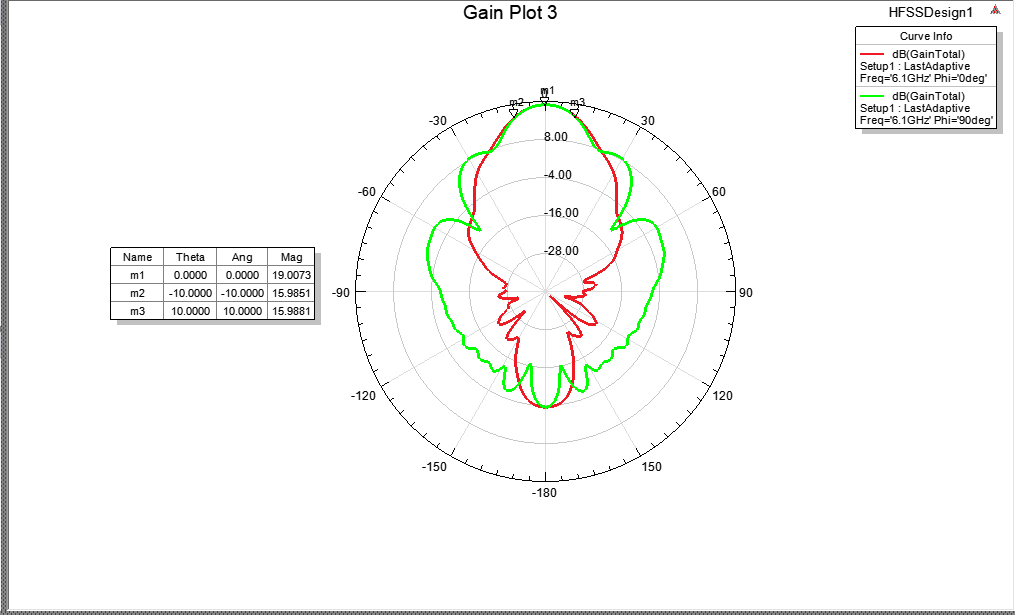 Gain Plot 3
HFSSDesign1
Curve Info
dB(GainTotal)
Setup1 : LastAdaptive
Freq='6.1GHz' Phi='0deg'
dB(GainTotal)
Setup1 : LastAdaptive
Freq='6.1GHz' Phi='90deg'
m1
m2
m3
-30
30
8.00
-4.00
-60
60
-16.00
-28.00
Name Theta Ang Mag
m1 0.0000 0.0000 19.0073
m2 -10.0000 -10.0000 15.9851
m3 10.0000 10.0000 15.9881
-90
90
-120
120
-150
150
-180